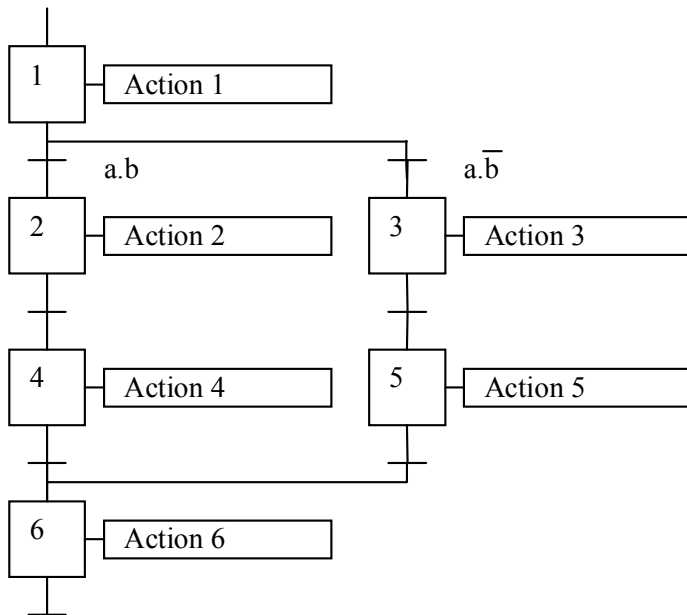 1 Action 1
a.b a.b̅
2 Action 2 3 Action 3
4 Action 4 5 Action 5
6 Action 6